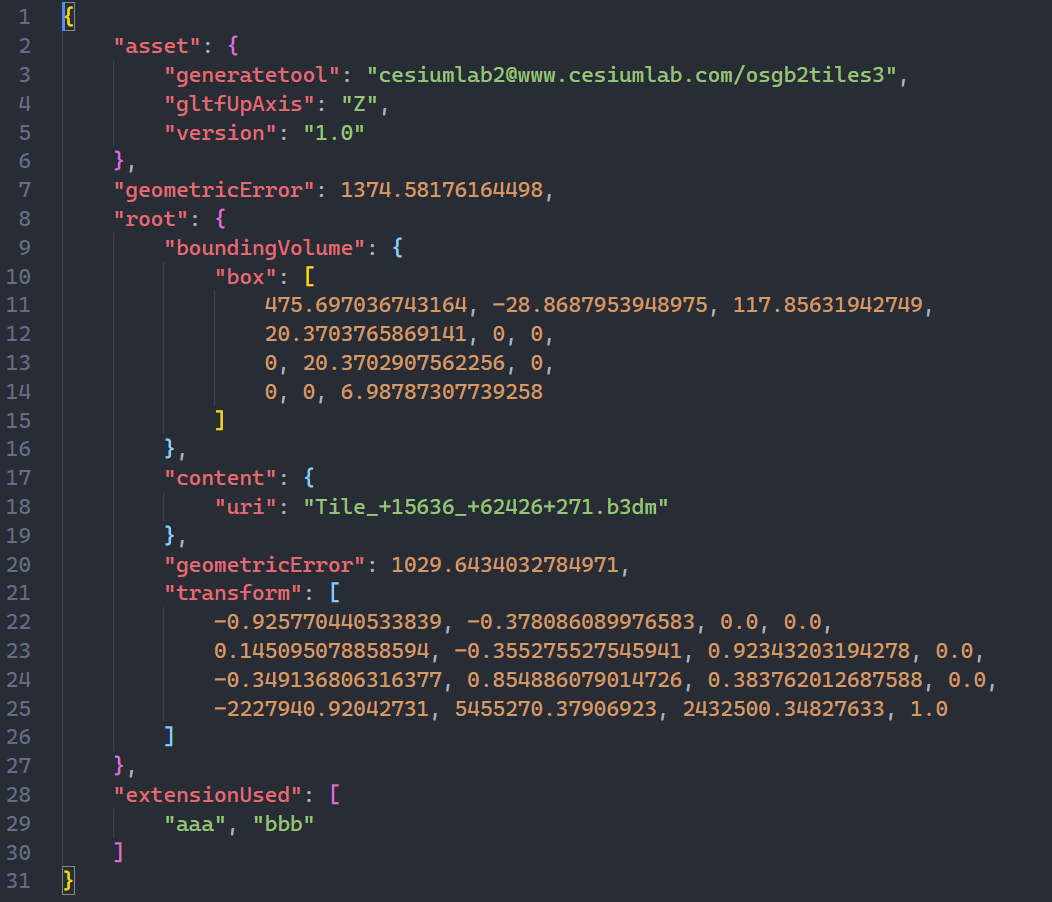 1 {
2 "asset": {
3 "generatetool": "cesiumlab2@www.cesiumlab.com/osgb2tiles3",
4 "gltfUpAxis": "Z",
5 "version": "1.0"
6 },
7 "geometricError": 1374.58176164498,
8 "root": {
9 "boundingVolume": {
10 "box": [
11 475.697036743164, -28.8687953948975, 117.85631942749,
12 20.3703765869141, 0, 0,
13 0, 20.3702907562256, 0,
14 0, 0, 6.98787307739258
15 ]
16 },
17 "content": {
18 "uri": "Tile_+15636_+62426+271.b3dm"
19 },
20 "geometricError": 1029.6434032784971,
21 "transform": [
22 -0.925770440533839, -0.378086089976583, 0.0, 0.0,
23 0.145095078858594, -0.355275527545941, 0.92343203194278, 0.0,
24 -0.349136806316377, 0.854886079014726, 0.383762012687588, 0.0,
25 -2227940.92042731, 5455270.37906923, 2432500.34827633, 1.0
26 ]
27 },
28 "extensionUsed": [
29 "aaa", "bbb"
30 ]
31 }